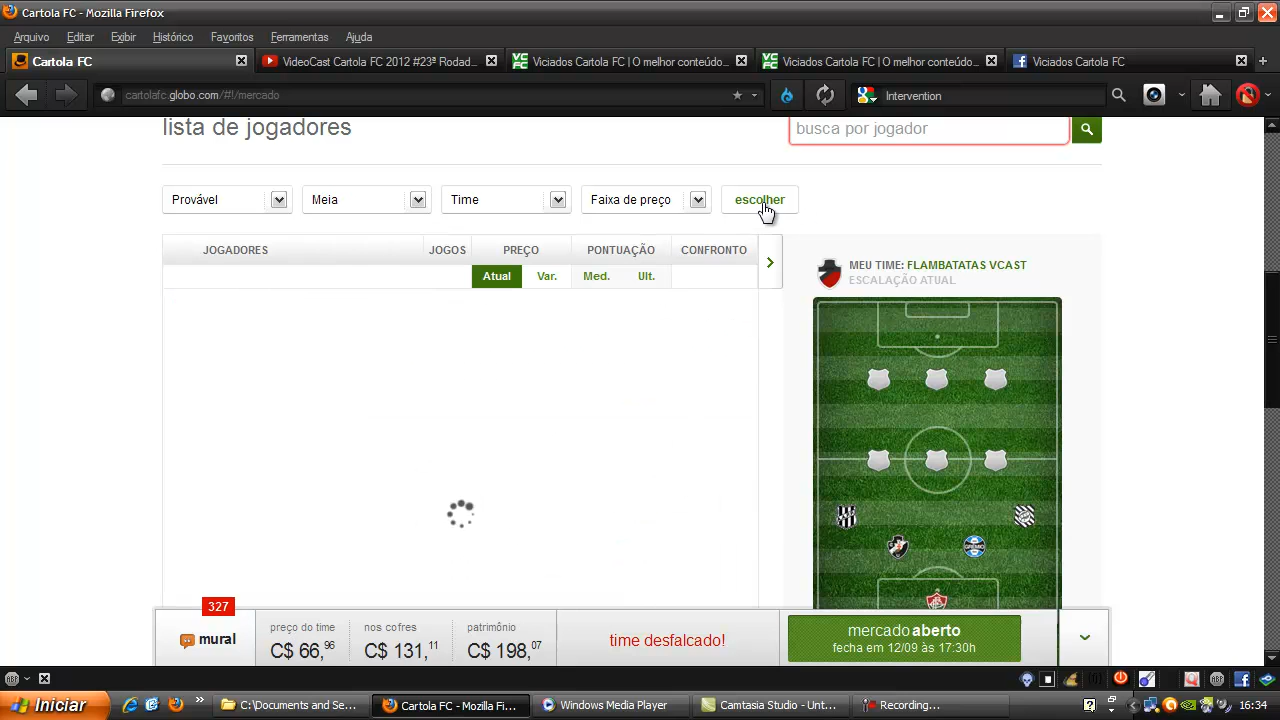 Cartola FC - Mozilla Firefox
Arquivo Editar Exibir Histórico Favoritos Ferramentas Ajuda
Cartola FC
VideoCast Cartola FC 2012 #23ª Rodad...
Viciados Cartola FC | O melhor conteúdo...
Viciados Cartola FC | O melhor conteúdo...
Viciados Cartola FC
cartolafc.globo.com/#!/mercado
Intervention
lista de jogadores
busca por jogador
Provável
Meia
Time
Faixa de preço
escolher
JOGADORES JOGOS PREÇO PONTUAÇÃO CONFRONTO
Atual Var. Med. Ult.
MEU TIME: FLAMBATATAS VCAST
ESCALAÇÃO ATUAL
327
mural
preço do time
C$ 66,96
nos cofres
C$ 131,11
patrimônio
C$ 198,07
time desfalcado!
mercado aberto
fecha em 12/09 às 17:30h
Iniciar
C:\Documents and Se...
Cartola FC - Mozilla Fi...
Windows Media Player
Camtasia Studio - Unt...
Recording...
16:34